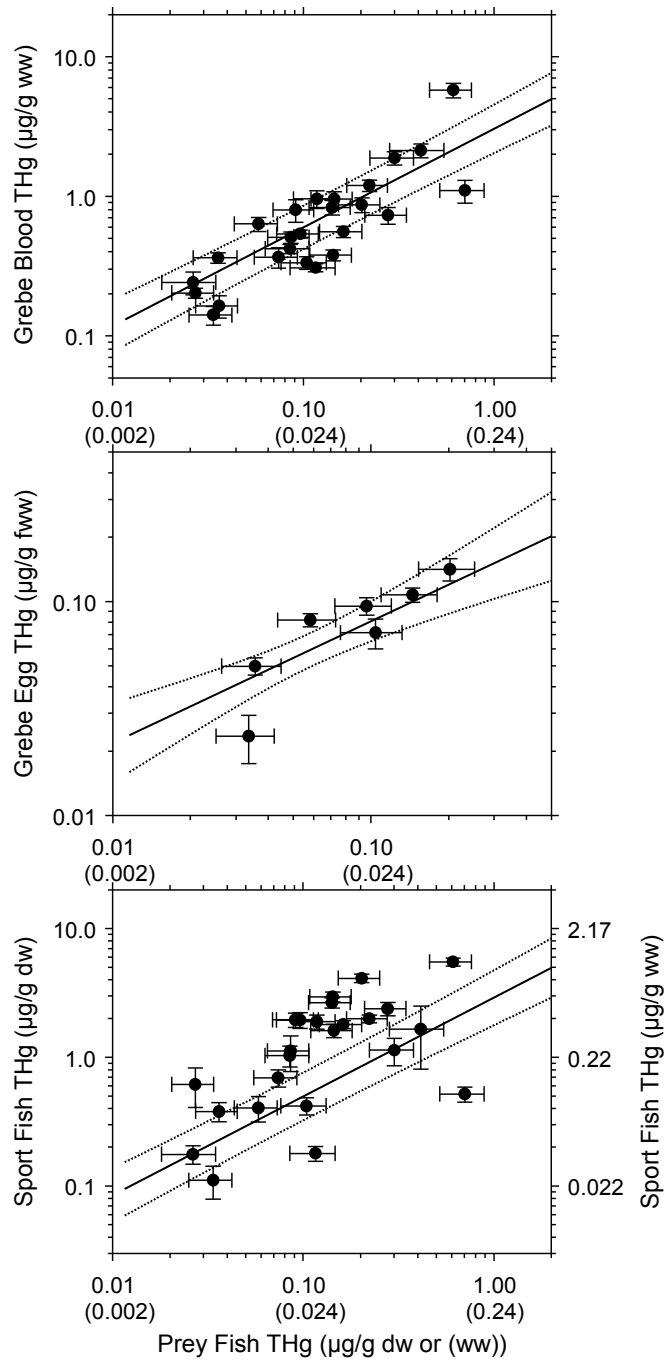 10.0
1.0
0.1
Grebe Blood THg (µg/g ww)
0.01 0.10 1.00
(0.002) (0.024) (0.24)
0.10
0.01
Grebe Egg THg (µg/g fww)
0.01 0.10
(0.002) (0.024)
10.0 2.17
1.0 0.22
0.1 0.022
Sport Fish THg (µg/g dw)
Sport Fish THg (µg/g ww)
0.01 0.10 1.00
(0.002) (0.024) (0.24)
Prey Fish THg (µg/g dw or (ww))